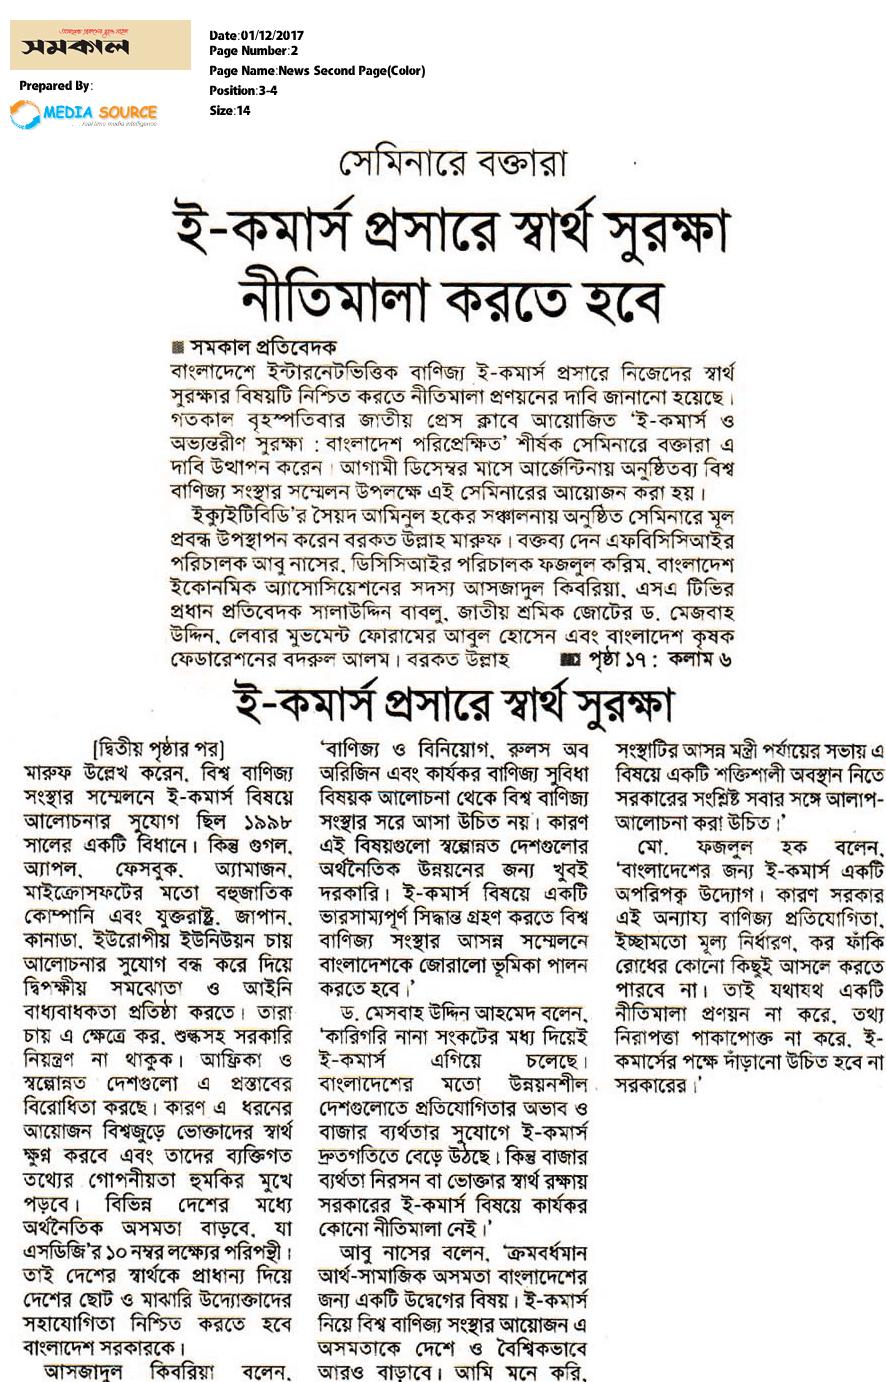 সমকাল
Prepared By:
MEDIA SOURCE
real time media intelligence
Date:01/12/2017
Page Number:2
Page Name:News Second Page(Color)
Position:3-4
Size:14
সেমিনারে বক্তারা
ই-কমার্স প্রসারে স্বার্থ সুরক্ষা
নীতিমালা করতে হবে
সমকাল প্রতিবেদক
বাংলাদেশে ইন্টারনেটভিত্তিক বাণিজ্য ই-কমার্স প্রসারে নিজেদের স্বার্থ
সুরক্ষার বিষয়টি নিশ্চিত করতে নীতিমালা প্রণয়নের দাবি জানানো হয়েছে।
গতকাল বৃহস্পতিবার জাতীয় প্রেস ক্লাবে আয়োজিত 'ই-কমার্স ও
অভ্যন্তরীণ সুরক্ষা : বাংলাদেশ পরিপ্রেক্ষিত' শীর্ষক সেমিনারে বক্তারা এ
দাবি উত্থাপন করেন। আগামী ডিসেম্বর মাসে আর্জেন্টিনায় অনুষ্ঠিতব্য বিশ্ব
বাণিজ্য সংস্থার সম্মেলন উপলক্ষে এই সেমিনারের আয়োজন করা হয়।
ইক্যুইটিবিডি'র সৈয়দ আমিনুল হকের সঞ্চালনায় অনুষ্ঠিত সেমিনারে মূল
প্রবন্ধ উপস্থাপন করেন বরকত উল্লাহ মারুফ। বক্তব্য দেন এফবিসিসিআইর
পরিচালক আবু নাসের, ডিসিসিআইর পরিচালক ফজলুল করিম, বাংলাদেশ
ইকোনমিক অ্যাসোসিয়েশনের সদস্য আসজাদুল কিবরিয়া, এসএ টিভির
প্রধান প্রতিবেদক সালাউদ্দিন বাবলু, জাতীয় শ্রমিক জোটের ড. মেজবাহ
উদ্দিন, লেবার মুভমেন্ট ফোরামের আবুল হোসেন এবং বাংলাদেশ কৃষক
ফেডারেশনের বদরুল আলম। বরকত উল্লাহ পৃষ্ঠা ১৭ : কলাম ৬
ই-কমার্স প্রসারে স্বার্থ সুরক্ষা
[দ্বিতীয় পৃষ্ঠার পর]
মারুফ উল্লেখ করেন, বিশ্ব বাণিজ্য
সংস্থার সম্মেলনে ই-কমার্স বিষয়ে
আলোচনার সুযোগ ছিল ১৯৯৮
সালের একটি বিধানে। কিন্তু গুগল,
অ্যাপল, ফেসবুক, অ্যামাজন,
মাইক্রোসফটের মতো বহুজাতিক
কোম্পানি এবং যুক্তরাষ্ট্র, জাপান,
কানাডা, ইউরোপীয় ইউনিয়ন চায়
আলোচনার সুযোগ বন্ধ করে দিয়ে
দ্বিপক্ষীয় সমঝোতা ও আইনি
বাধ্যবাধকতা প্রতিষ্ঠা করতে। তারা
চায় এ ক্ষেত্রে কর, শুল্কসহ সরকারি
নিয়ন্ত্রণ না থাকুক। আফ্রিকা ও
স্বল্পোন্নত দেশগুলো এ প্রস্তাবের
বিরোধিতা করছে। কারণ এ ধরনের
আয়োজন বিশ্বজুড়ে ভোক্তাদের স্বার্থ
ক্ষুণ্ন করবে এবং তাদের ব্যক্তিগত
তথ্যের গোপনীয়তা হুমকির মুখে
পড়বে। বিভিন্ন দেশের মধ্যে
অর্থনৈতিক অসমতা বাড়বে, যা
এসডিজি'র ১০ নম্বর লক্ষ্যের পরিপন্থী।
তাই দেশের স্বার্থকে প্রাধান্য দিয়ে
দেশের ছোট ও মাঝারি উদ্যোক্তাদের
সহযোগিতা নিশ্চিত করতে হবে
বাংলাদেশ সরকারকে।
আসজাদুল কিবরিয়া বলেন,
'বাণিজ্য ও বিনিয়োগ, রুলস অব
অরিজিন এবং কার্যকর বাণিজ্য সুবিধা
বিষয়ক আলোচনা থেকে বিশ্ব বাণিজ্য
সংস্থার সরে আসা উচিত নয়। কারণ
এই বিষয়গুলো স্বল্পোন্নত দেশগুলোর
অর্থনৈতিক উন্নয়নের জন্য খুবই
দরকারি। ই-কমার্স বিষয়ে একটি
ভারসাম্যপূর্ণ সিদ্ধান্ত গ্রহণ করতে বিশ্ব
বাণিজ্য সংস্থার আসন্ন সম্মেলনে
বাংলাদেশকে জোরালো ভূমিকা পালন
করতে হবে।'
ড. মেসবাহ উদ্দিন আহমেদ বলেন,
'কারিগরি নানা সংকটের মধ্য দিয়েই
ই-কমার্স এগিয়ে চলেছে।
বাংলাদেশের মতো উন্নয়নশীল
দেশগুলোতে প্রতিযোগিতার অভাব ও
বাজার ব্যর্থতার সুযোগে ই-কমার্স
দ্রুতগতিতে বেড়ে উঠছে। কিন্তু বাজার
ব্যর্থতা নিরসন বা ভোক্তার স্বার্থ রক্ষায়
সরকারের ই-কমার্স বিষয়ে কার্যকর
কোনো নীতিমালা নেই।'
আবু নাসের বলেন, 'ক্রমবর্ধমান
আর্থ-সামাজিক অসমতা বাংলাদেশের
জন্য একটি উদ্বেগের বিষয়। ই-কমার্স
নিয়ে বিশ্ব বাণিজ্য সংস্থার আয়োজন এ
অসমতাকে দেশে ও বৈশ্বিকভাবে
আরও বাড়াবে। আমি মনে করি,
সংস্থাটির আসন্ন মন্ত্রী পর্যায়ের সভায় এ
বিষয়ে একটি শক্তিশালী অবস্থান নিতে
সরকারের সংশ্লিষ্ট সবার সঙ্গে আলাপ-
আলোচনা করা উচিত।'
মো. ফজলুল হক বলেন,
'বাংলাদেশের জন্য ই-কমার্স একটি
অপরিপক্ব উদ্যোগ। কারণ সরকার
এই অন্যায্য বাণিজ্য প্রতিযোগিতা,
ইচ্ছামতো মূল্য নির্ধারণ, কর ফাঁকি
রোধের কোনো কিছুই আসলে করতে
পারবে না। তাই যথাযথ একটি
নীতিমালা প্রণয়ন না করে, তথ্য
নিরাপত্তা পাকাপোক্ত না করে, ই-
কমার্সের পক্ষে দাঁড়ানো উচিত হবে না
সরকারের।'